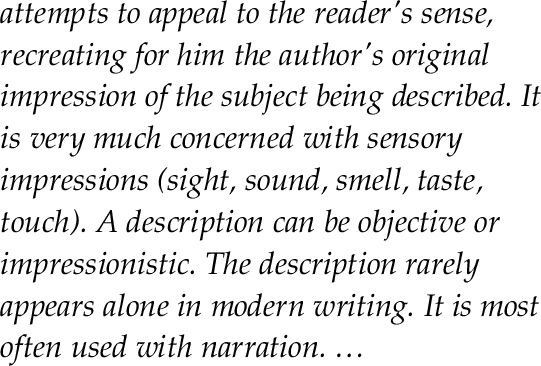 attempts to appeal to the reader's sense,
recreating for him the author's original
impression of the subject being described. It
is very much concerned with sensory
impressions (sight, sound, smell, taste,
touch). A description can be objective or
impressionistic. The description rarely
appears alone in modern writing. It is most
often used with narration. …